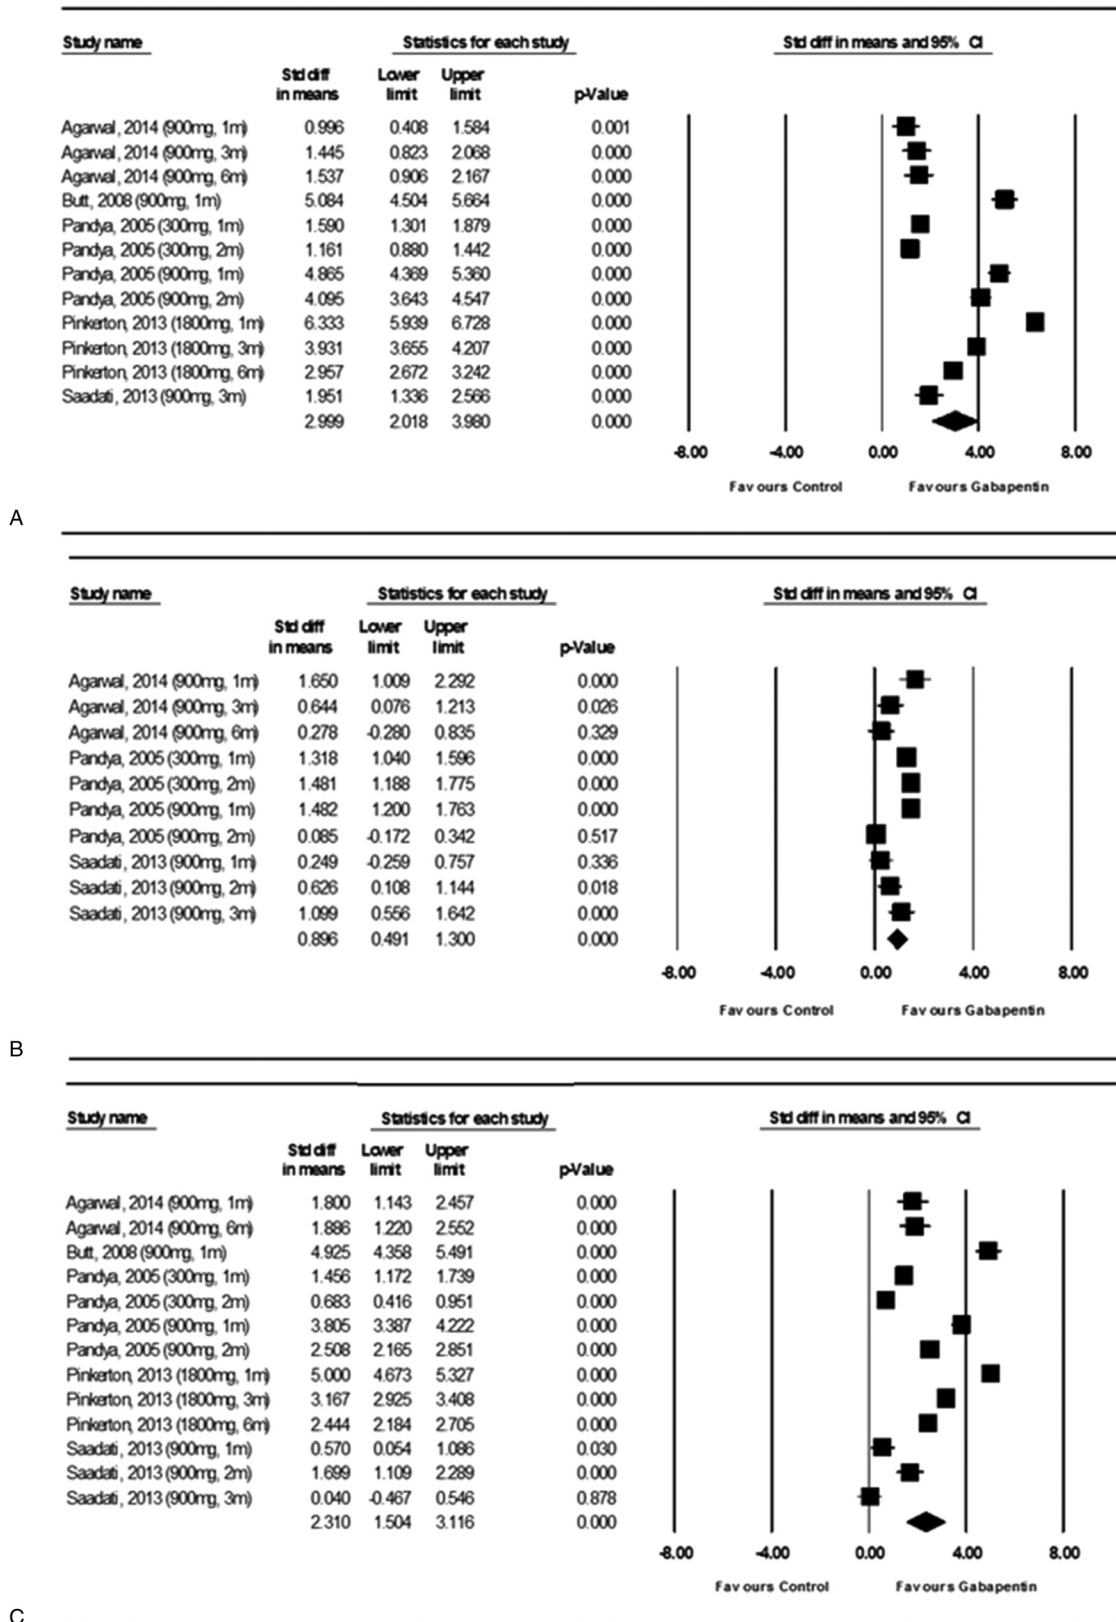 Study name Statistics for each study Std diff in means and 95% CI
Std diff Lower Upper
in means limit limit p-Value
Agarwal, 2014 (900mg, 1m) 0.996 0.408 1.584 0.001
Agarwal, 2014 (900mg, 3m) 1.445 0.823 2.068 0.000
Agarwal, 2014 (900mg, 6m) 1.537 0.906 2.167 0.000
Butt, 2008 (900mg, 1m) 5.084 4.504 5.664 0.000
Pandya, 2005 (300mg, 1m) 1.590 1.301 1.879 0.000
Pandya, 2005 (300mg, 2m) 1.161 0.880 1.442 0.000
Pandya, 2005 (900mg, 1m) 4.865 4.369 5.360 0.000
Pandya, 2005 (900mg, 2m) 4.095 3.643 4.547 0.000
Pinkerton, 2013 (1800mg, 1m) 6.333 5.939 6.728 0.000
Pinkerton, 2013 (1800mg, 3m) 3.931 3.655 4.207 0.000
Pinkerton, 2013 (1800mg, 6m) 2.957 2.672 3.242 0.000
Saadati, 2013 (900mg, 3m) 1.951 1.336 2.566 0.000
2.999 2.018 3.980 0.000
-8.00 -4.00 0.00 4.00 8.00
Favours Control Favours Gabapentin
A
Study name Statistics for each study Std diff in means and 95% CI
Std diff Lower Upper
in means limit limit p-Value
Agarwal, 2014 (900mg, 1m) 1.650 1.009 2.292 0.000
Agarwal, 2014 (900mg, 3m) 0.644 0.076 1.213 0.026
Agarwal, 2014 (900mg, 6m) 0.278 -0.280 0.835 0.329
Pandya, 2005 (300mg, 1m) 1.318 1.040 1.596 0.000
Pandya, 2005 (300mg, 2m) 1.481 1.188 1.775 0.000
Pandya, 2005 (900mg, 1m) 1.482 1.200 1.763 0.000
Pandya, 2005 (900mg, 2m) 0.085 -0.172 0.342 0.517
Saadati, 2013 (900mg, 1m) 0.249 -0.259 0.757 0.336
Saadati, 2013 (900mg, 2m) 0.626 0.108 1.144 0.018
Saadati, 2013 (900mg, 3m) 1.099 0.556 1.642 0.000
0.896 0.491 1.300 0.000
-8.00 -4.00 0.00 4.00 8.00
Favours Control Favours Gabapentin
B
Study name Statistics for each study Std diff in means and 95% CI
Std diff Lower Upper
in means limit limit p-Value
Agarwal, 2014 (900mg, 1m) 1.800 1.143 2.457 0.000
Agarwal, 2014 (900mg, 6m) 1.886 1.220 2.552 0.000
Butt, 2008 (900mg, 1m) 4.925 4.358 5.491 0.000
Pandya, 2005 (300mg, 1m) 1.456 1.172 1.739 0.000
Pandya, 2005 (300mg, 2m) 0.683 0.416 0.951 0.000
Pandya, 2005 (900mg, 1m) 3.805 3.387 4.222 0.000
Pandya, 2005 (900mg, 2m) 2.508 2.165 2.851 0.000
Pinkerton, 2013 (1800mg, 1m) 5.000 4.673 5.327 0.000
Pinkerton, 2013 (1800mg, 3m) 3.167 2.925 3.408 0.000
Pinkerton, 2013 (1800mg, 6m) 2.444 2.184 2.705 0.000
Saadati, 2013 (900mg, 1m) 0.570 0.054 1.086 0.030
Saadati, 2013 (900mg, 2m) 1.699 1.109 2.289 0.000
Saadati, 2013 (900mg, 3m) 0.040 -0.467 0.546 0.878
2.310 1.504 3.116 0.000
-8.00 -4.00 0.00 4.00 8.00
Favours Control Favours Gabapentin
C